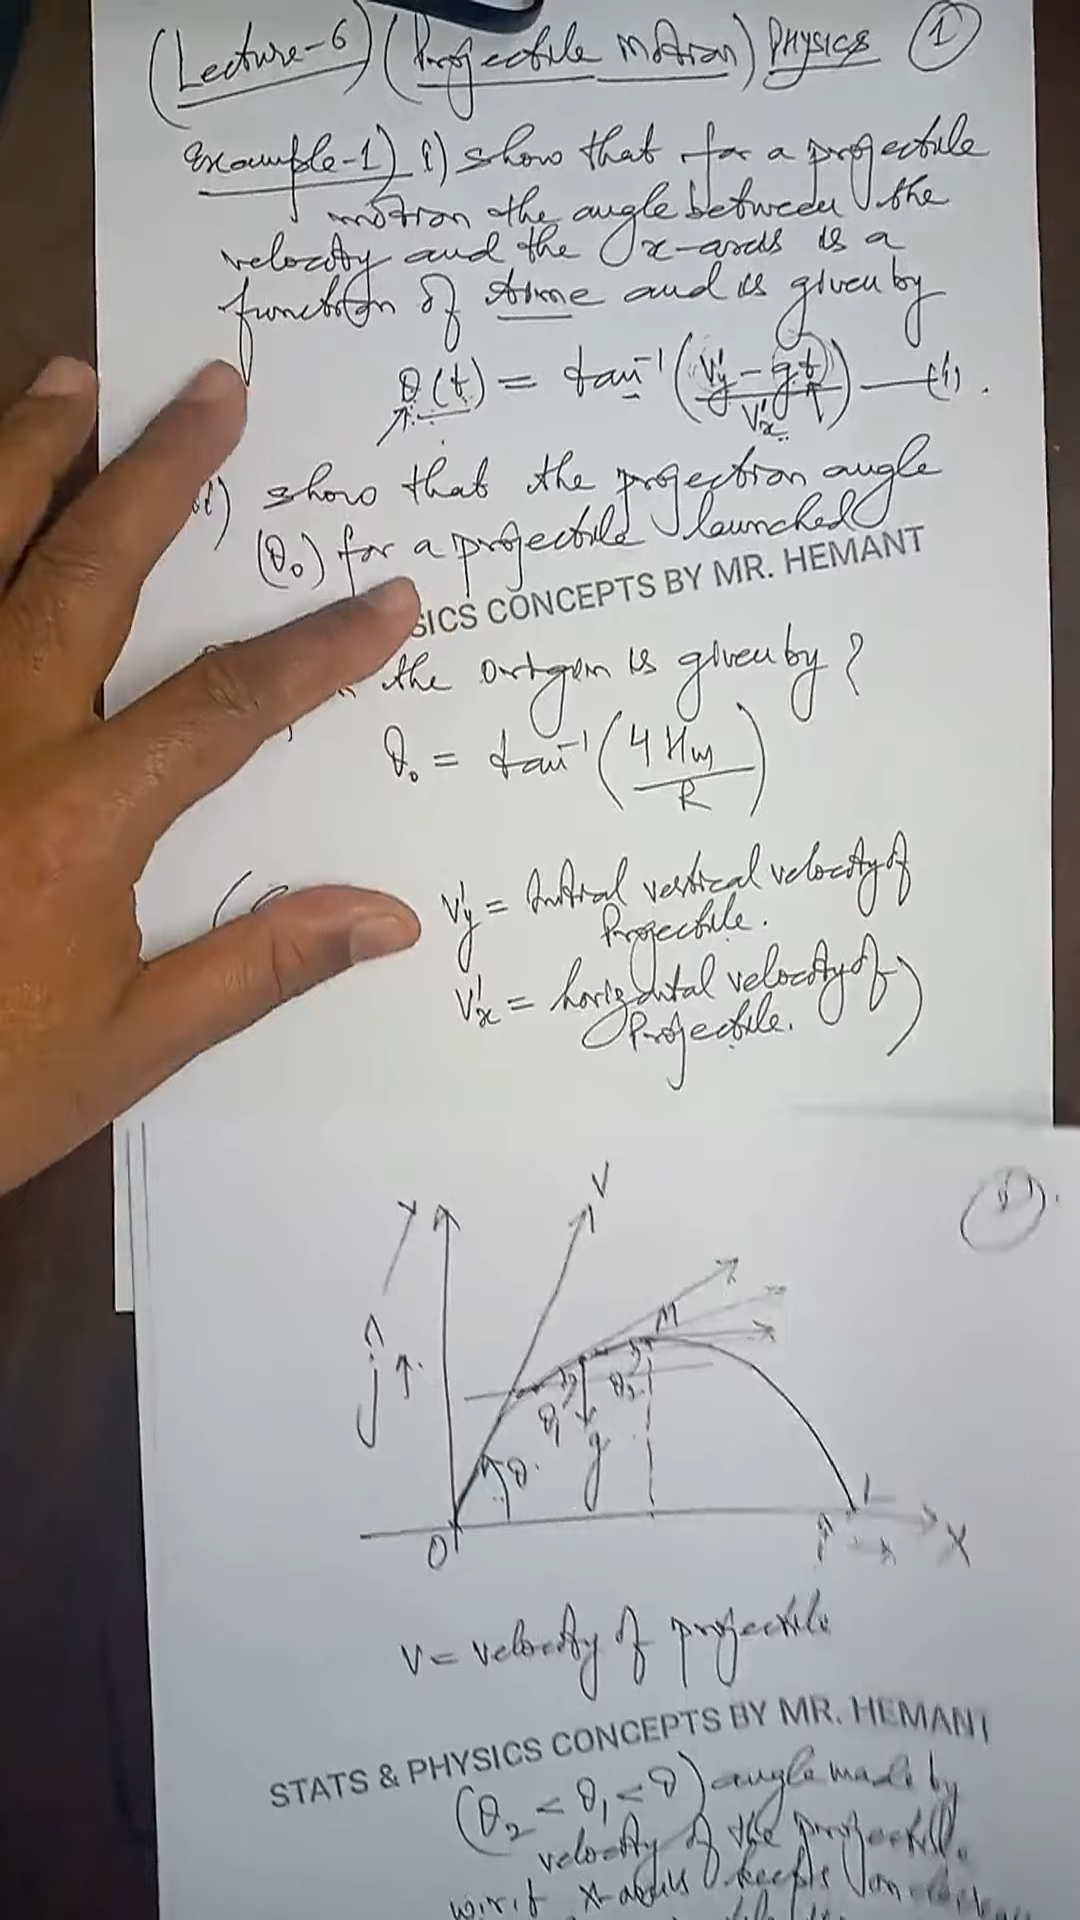 (Lecture-6) (Projectile motion) Physics 1
Example-1) i) show that for a projectile
motion the angle between the
velocity and the x-axis is a
function of time and is given by
θ(t) = tan⁻¹ (V'y - gt / V'x) —(1).
show that the projection angle
(θ₀) for a projectile launched
SICS CONCEPTS BY MR. HEMANT
the origin is given by?
θ₀ = tan⁻¹ (4Hm / R)
V'y = Initial vertical velocity of
Projectile.
V'x = horizontal velocity of
Projectile.)
Y V
M
ĵ
θ θ₁ θ₂ g
O X
V = velocity of projectile
STATS & PHYSICS CONCEPTS BY MR. HEMANT
(θ₂ < θ₁ < θ) angle made by
velocity of the projectile
w.r.t x-axis keeps on